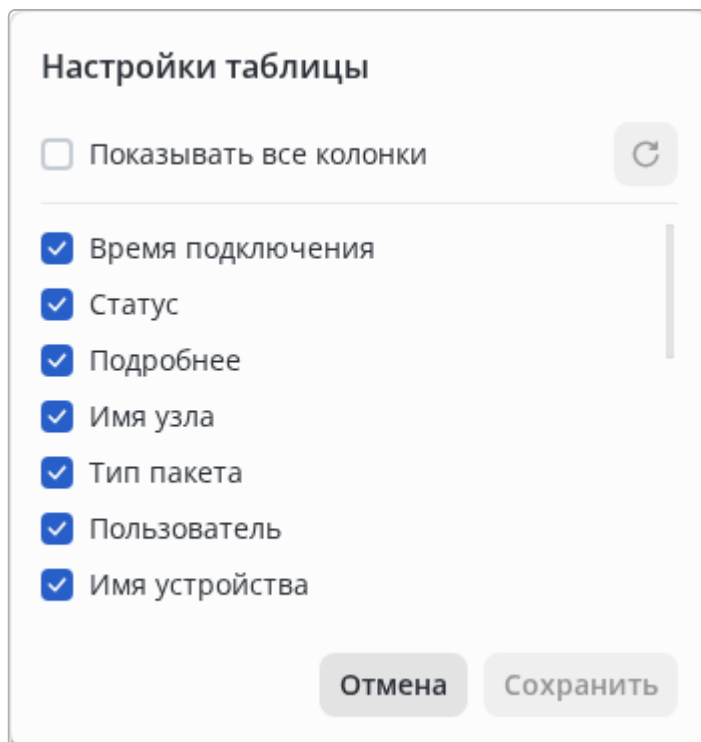 Настройки таблицы
Показывать все колонки
Время подключения
Статус
Подробнее
Имя узла
Тип пакета
Пользователь
Имя устройства
Отмена Сохранить